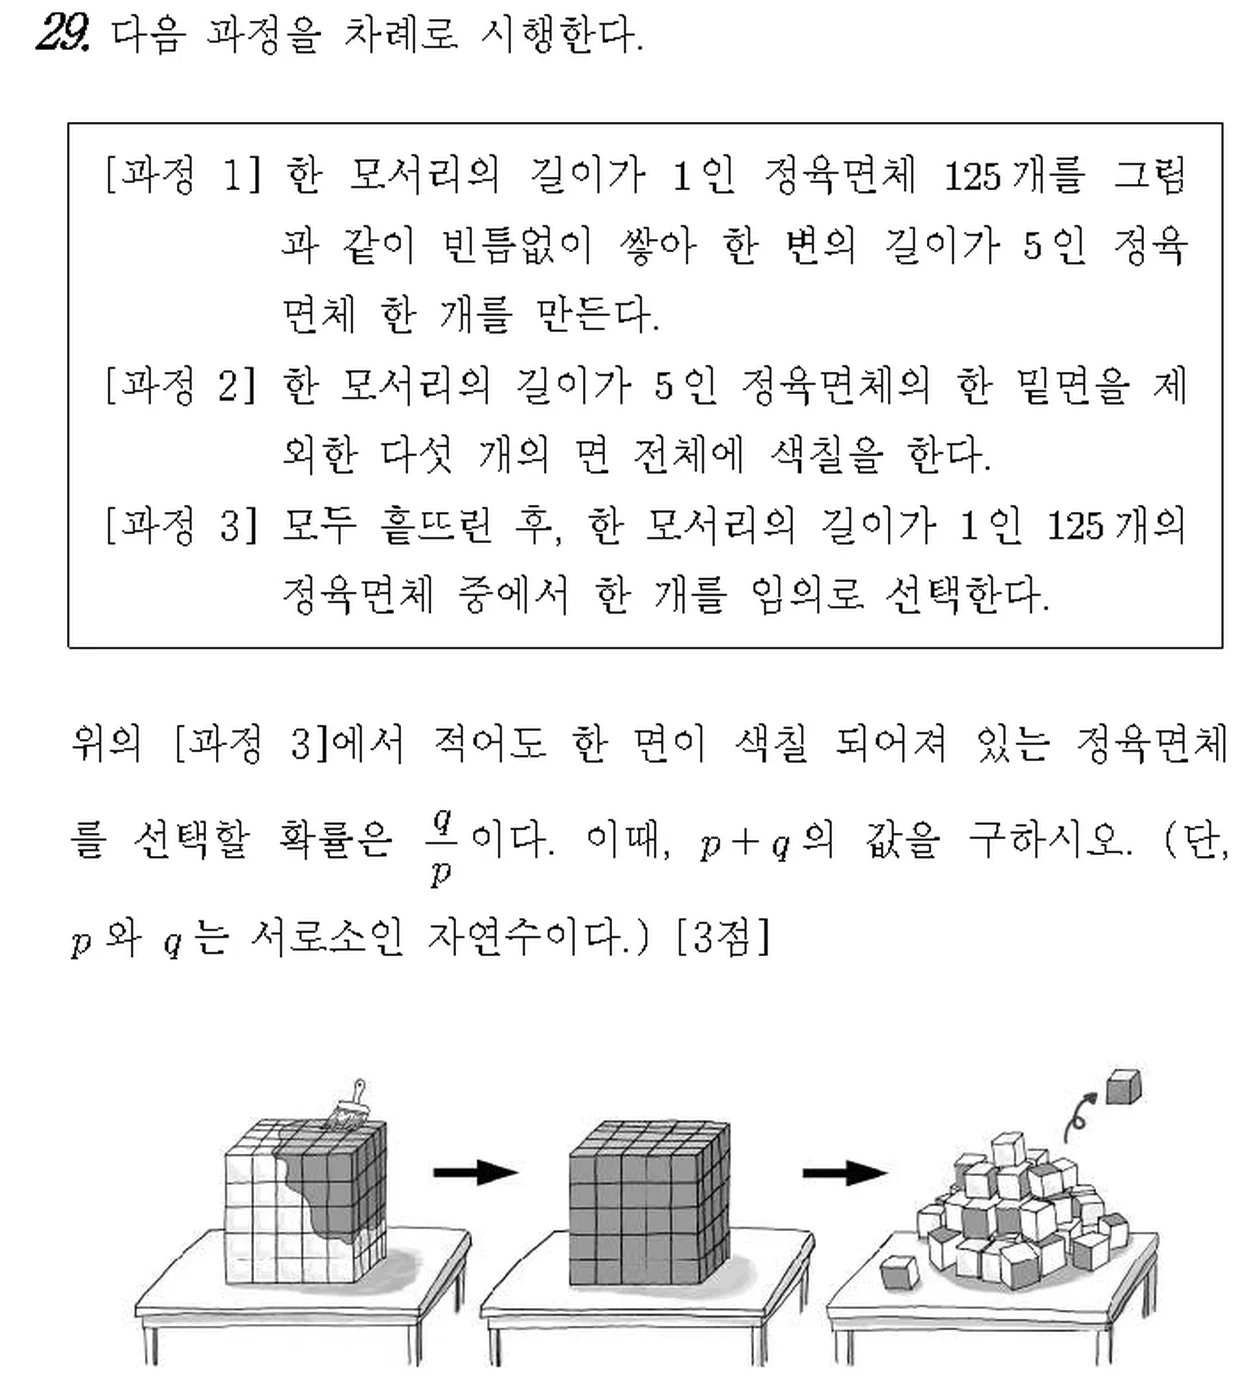 29. 다음 과정을 차례로 시행한다.
[과정 1] 한 모서리의 길이가 1인 정육면체 125개를 그림
과 같이 빈틈없이 쌓아 한 변의 길이가 5인 정육
면체 한 개를 만든다.
[과정 2] 한 모서리의 길이가 5인 정육면체의 한 밑면을 제
외한 다섯 개의 면 전체에 색칠을 한다.
[과정 3] 모두 흩뜨린 후, 한 모서리의 길이가 1인 125개의
정육면체 중에서 한 개를 임의로 선택한다.
위의 [과정 3]에서 적어도 한 면이 색칠 되어져 있는 정육면체
를 선택할 확률은 q/p 이다. 이때, p+q의 값을 구하시오. (단,
p와 q는 서로소인 자연수이다.) [3점]